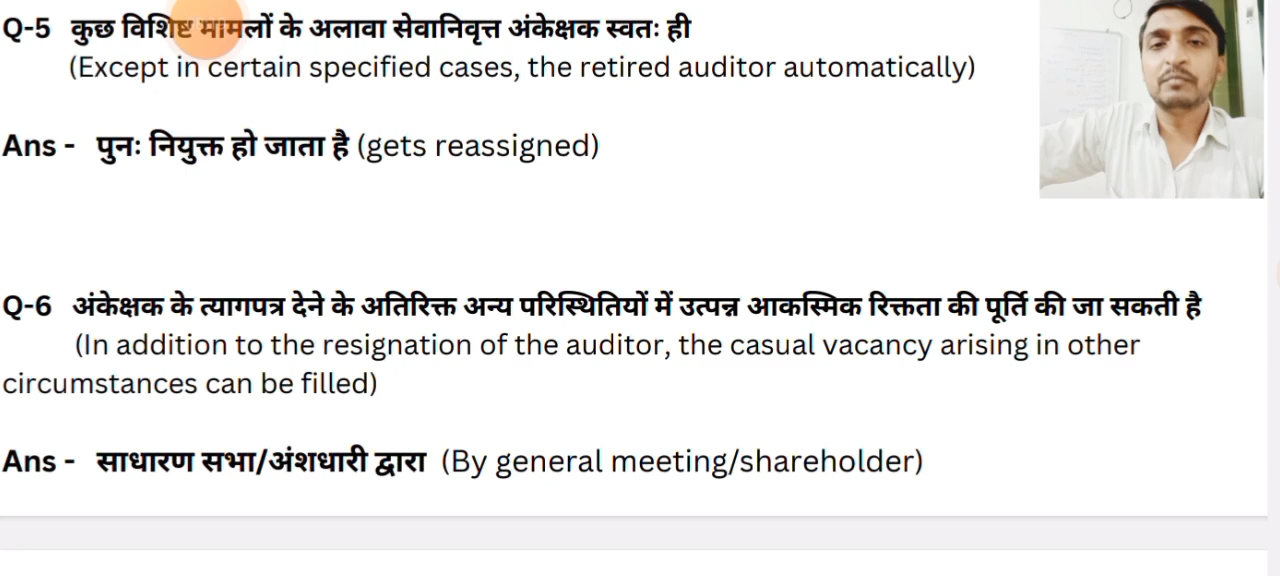 Q-5 कुछ विशिष्ट मामलों के अलावा सेवानिवृत्त अंकेक्षक स्वतः ही
(Except in certain specified cases, the retired auditor automatically)
Ans - पुनः नियुक्त हो जाता है (gets reassigned)
Q-6 अंकेक्षक के त्यागपत्र देने के अतिरिक्त अन्य परिस्थितियों में उत्पन्न आकस्मिक रिक्तता की पूर्ति की जा सकती है
(In addition to the resignation of the auditor, the casual vacancy arising in other
circumstances can be filled)
Ans - साधारण सभा/अंशधारी द्वारा (By general meeting/shareholder)